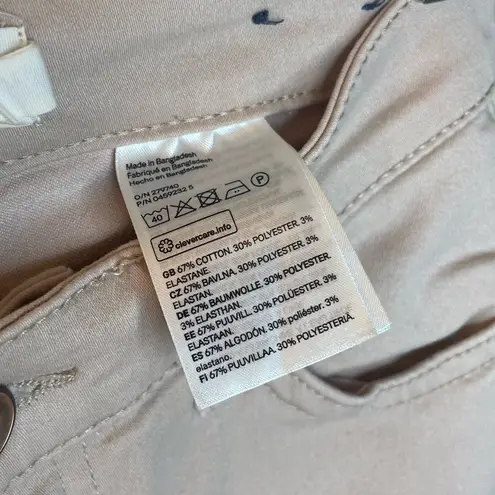 Made in Bangladesh
Fabriqué en Bangladesh
Hecho en Bangladesh
O/N 279740
P/N 0459232 5
40 P
clevercare.info
GB 67% COTTON. 30% POLYESTER. 3%
ELASTANE.
CZ 67% BAVLNA. 30% POLYESTER. 3%
ELASTAN.
DE 67% BAUMWOLLE. 30% POLYESTER.
3% ELASTHAN.
EE 67% PUUVILL. 30% POLÜESTER. 3%
ELASTAAN.
ES 67% ALGODÓN. 30% poliéster. 3%
elastano.
FI 67% PUUVILLAA. 30% POLYESTERIÄ.